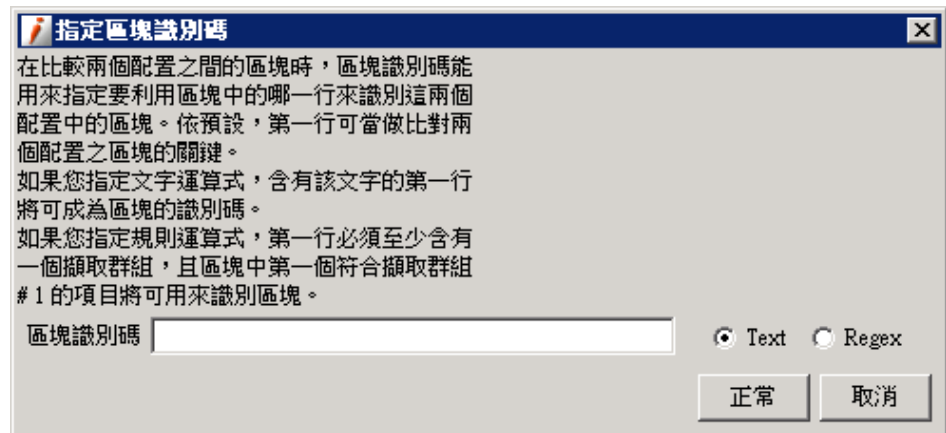 指定區塊識別碼
在比較兩個配置之間的區塊時，區塊識別碼能
用來指定要利用區塊中的哪一行來識別這兩個
配置中的區塊。依預設，第一行可當做比對兩
個配置之區塊的關鍵。
如果您指定文字運算式，含有該文字的第一行
將可成為區塊的識別碼。
如果您指定規則運算式，第一行必須至少含有
一個擷取群組，且區塊中第一個符合擷取群組
#1的項目將可用來識別區塊。
區塊識別碼 Text Regex
正常 取消